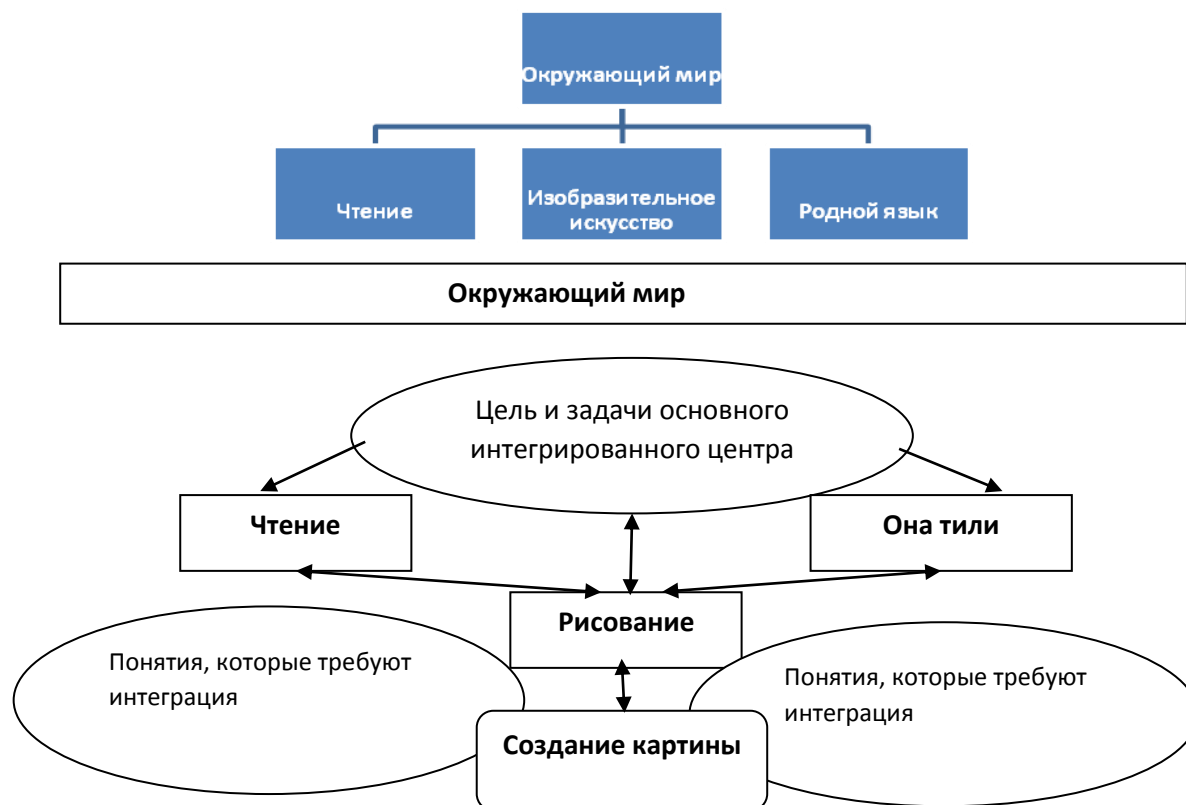 Окружающий мир
Чтение
Изобразительное
искусство
Родной язык
Окружающий мир
Цель и задачи основного
интегрированного центра
Чтение
Она тили
Рисование
Понятия, которые требуют
интеграция
Понятия, которые требуют
интеграция
Создание картины